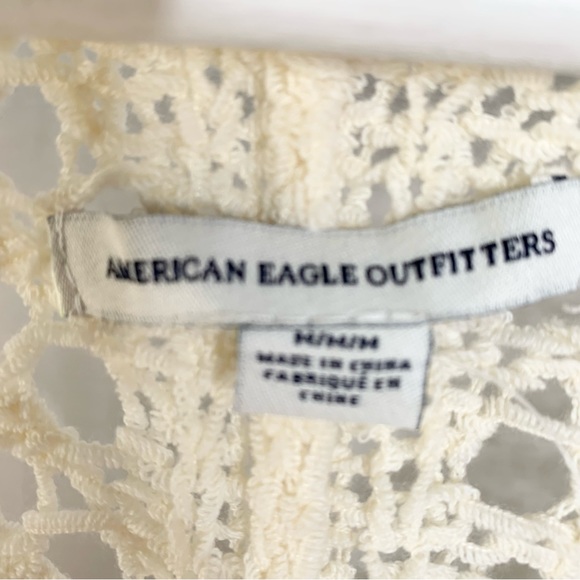 AMERICAN EAGLE OUTFITTERS
M/M/M
MADE IN CHINA
FABRIQUÉ EN
CHINE